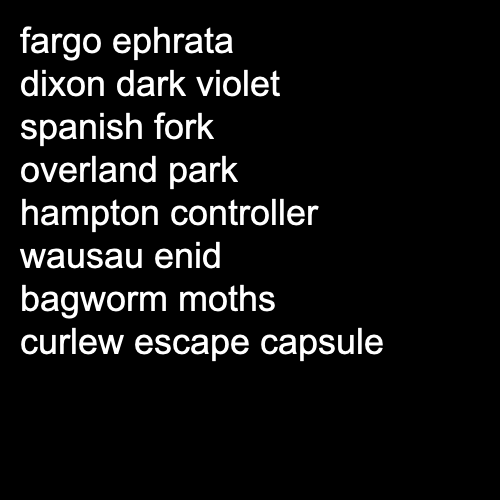 fargo ephrata
dixon dark violet
spanish fork
overland park
hampton controller
wausau enid
bagworm moths
curlew escape capsule